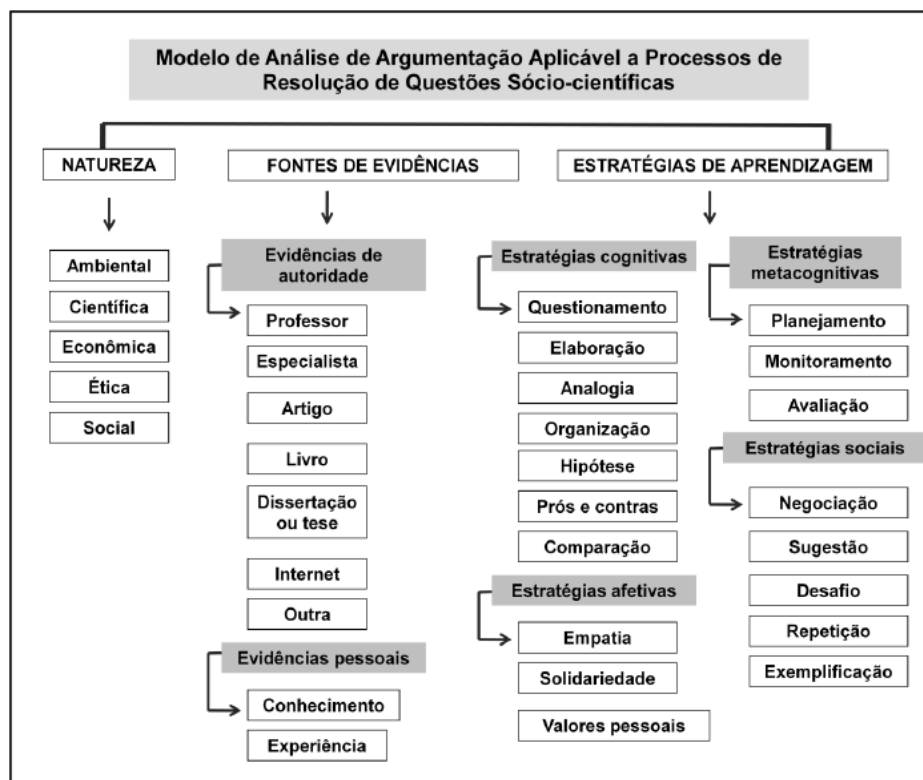 Modelo de Análise de Argumentação Aplicável a Processos de
Resolução de Questões Sócio-científicas
NATUREZA
Ambiental
Científica
Econômica
Ética
Social
FONTES DE EVIDÊNCIAS
Evidências de
autoridade
Professor
Especialista
Artigo
Livro
Dissertação
ou tese
Internet
Outra
Evidências pessoais
Conhecimento
Experiência
ESTRATÉGIAS DE APRENDIZAGEM
Estratégias cognitivas
Questionamento
Elaboração
Analogia
Organização
Hipótese
Prós e contras
Comparação
Estratégias afetivas
Empatia
Solidariedade
Valores pessoais
Estratégias
metacognitivas
Planejamento
Monitoramento
Avaliação
Estratégias sociais
Negociação
Sugestão
Desafio
Repetição
Exemplificação